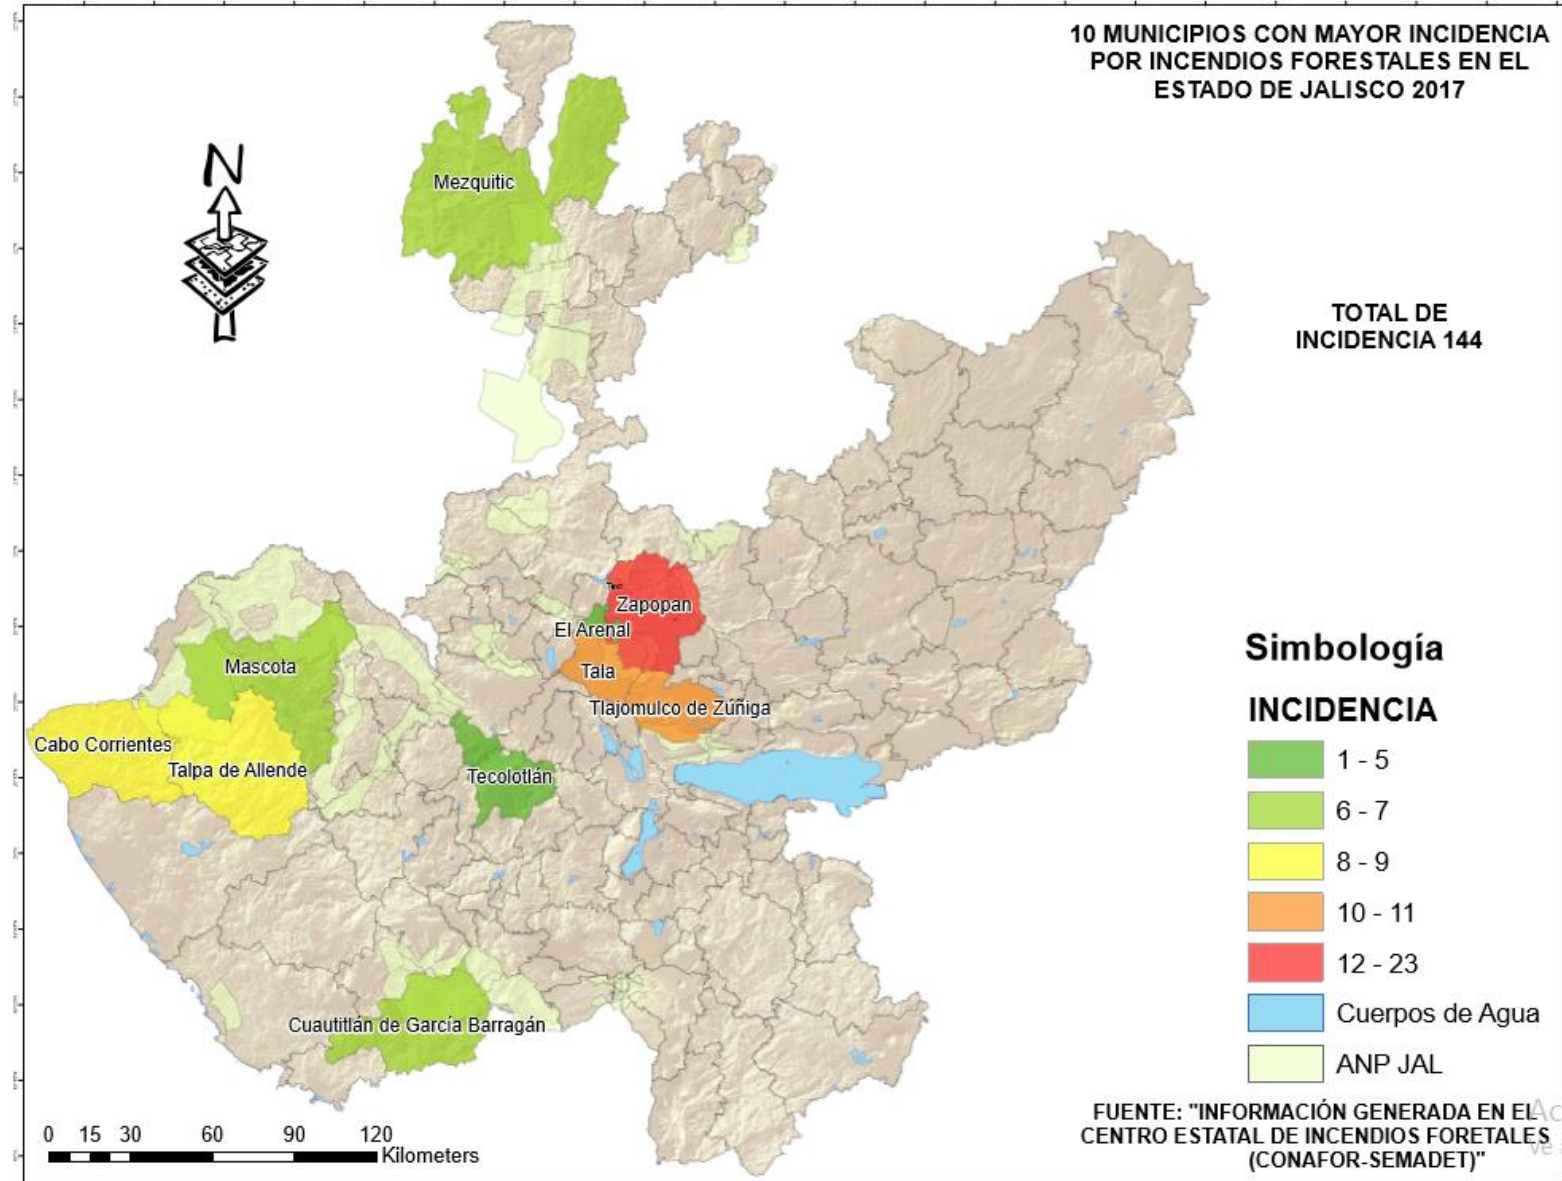 10 MUNICIPIOS CON MAYOR INCIDENCIA
POR INCENDIOS FORESTALES EN EL
ESTADO DE JALISCO 2017
N
Mezquitic
TOTAL DE
INCIDENCIA 144
Zapopan
El Arenal
Tala
Mascota
Tlajomulco de Zúñiga
Cabo Corrientes
Talpa de Allende
Tecolotlán
Cuautitlán de García Barragán
Simbología
INCIDENCIA
1 - 5
6 - 7
8 - 9
10 - 11
12 - 23
Cuerpos de Agua
ANP JAL
0 15 30 60 90 120
Kilometers
FUENTE: "INFORMACIÓN GENERADA EN EL
CENTRO ESTATAL DE INCENDIOS FORETALES
(CONAFOR-SEMADET)"